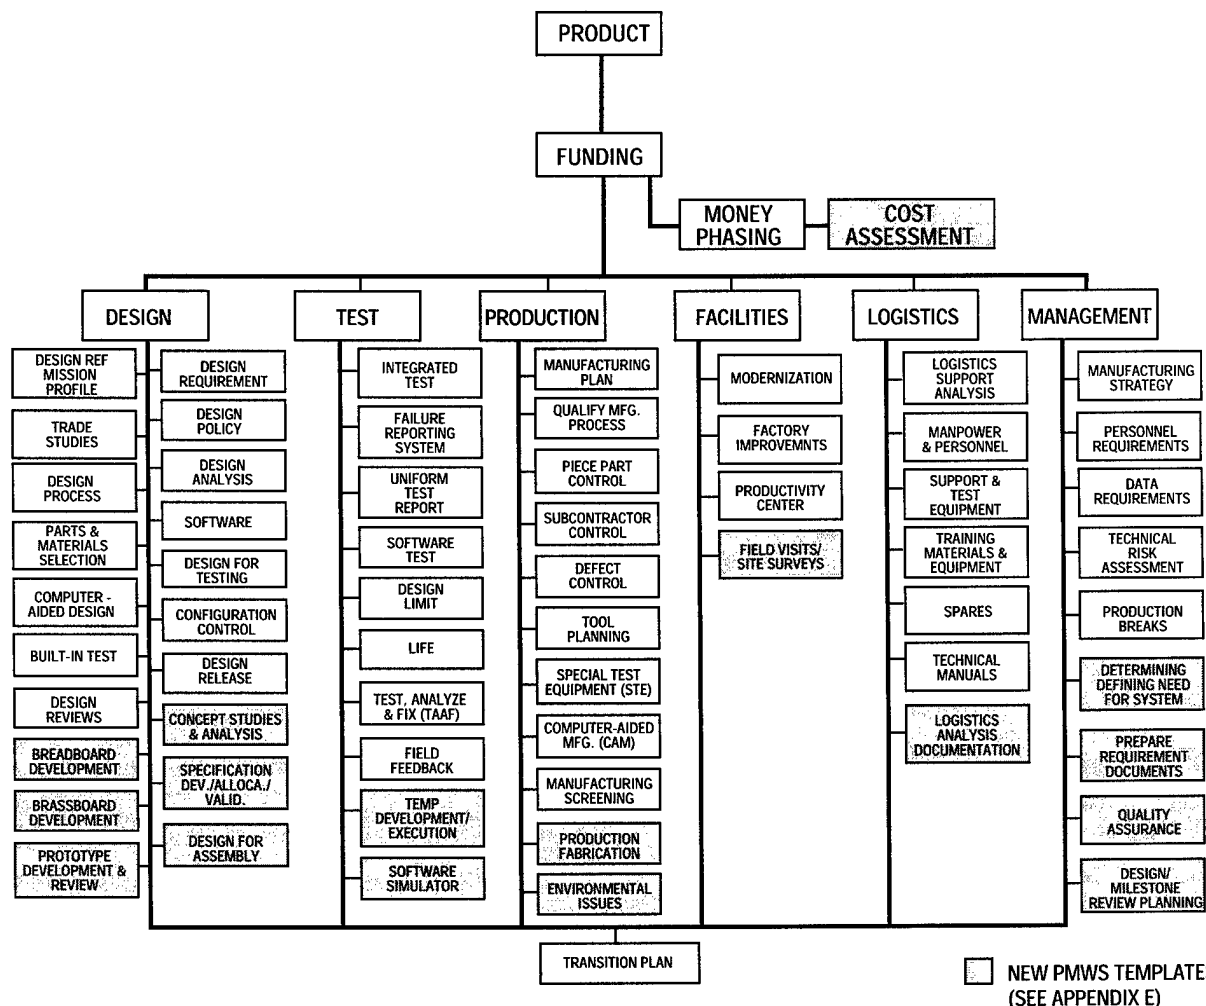 PRODUCT
FUNDING
MONEY
PHASING
COST
ASSESSMENT
DESIGN
TEST
PRODUCTION
FACILITIES
LOGISTICS
MANAGEMENT
DESIGN REF
MISSION
PROFILE
TRADE
STUDIES
DESIGN
PROCESS
PARTS &
MATERIALS
SELECTION
COMPUTER -
AIDED DESIGN
BUILT-IN TEST
DESIGN
REVIEWS
BREADBOARD
DEVELOPMENT
BRASSBOARD
DEVELOPMENT
PROTOTYPE
DEVELOPMENT &
REVIEW
DESIGN
REQUIREMENT
DESIGN
POLICY
DESIGN
ANALYSIS
SOFTWARE
DESIGN FOR
TESTING
CONFIGURATION
CONTROL
DESIGN
RELEASE
CONCEPT STUDIES
& ANALYSIS
SPECIFICATION
DEV./ALLOCA./
VALID.
DESIGN FOR
ASSEMBLY
INTEGRATED
TEST
FAILURE
REPORTING
SYSTEM
UNIFORM
TEST
REPORT
SOFTWARE
TEST
DESIGN
LIMIT
LIFE
TEST, ANALYZE
& FIX (TAAF)
FIELD
FEEDBACK
TEMP
DEVELOPMENT/
EXECUTION
SOFTWARE
SIMULATOR
MANUFACTURING
PLAN
QUALIFY MFG.
PROCESS
PIECE PART
CONTROL
SUBCONTRACTOR
CONTROL
DEFECT
CONTROL
TOOL
PLANNING
SPECIAL TEST
EQUIPMENT (STE)
COMPUTER-AIDED
MFG. (CAM)
MANUFACTURING
SCREENING
PRODUCTION
FABRICATION
ENVIRONMENTAL
ISSUES
MODERNIZATION
FACTORY
IMPROVEMNTS
PRODUCTIVITY
CENTER
FIELD VISITS/
SITE SURVEYS
LOGISTICS
SUPPORT
ANALYSIS
MANPOWER
& PERSONNEL
SUPPORT &
TEST
EQUIPMENT
TRAINING
MATERIALS &
EQUIPMENT
SPARES
TECHNICAL
MANUALS
LOGISTICS
ANALYSIS
DOCUMENTATION
MANUFACTURING
STRATEGY
PERSONNEL
REQUIREMENTS
DATA
REQUIREMENTS
TECHNICAL
RISK
ASSESSMENT
PRODUCTION
BREAKS
DETERMINING
DEFINING NEED
FOR SYSTEM
PREPARE
REQUIREMENT
DOCUMENTS
QUALITY
ASSURANCE
DESIGN/
MILESTONE
REVIEW PLANNING
TRANSITION PLAN
NEW PMWS TEMPLATE
(SEE APPENDIX E)